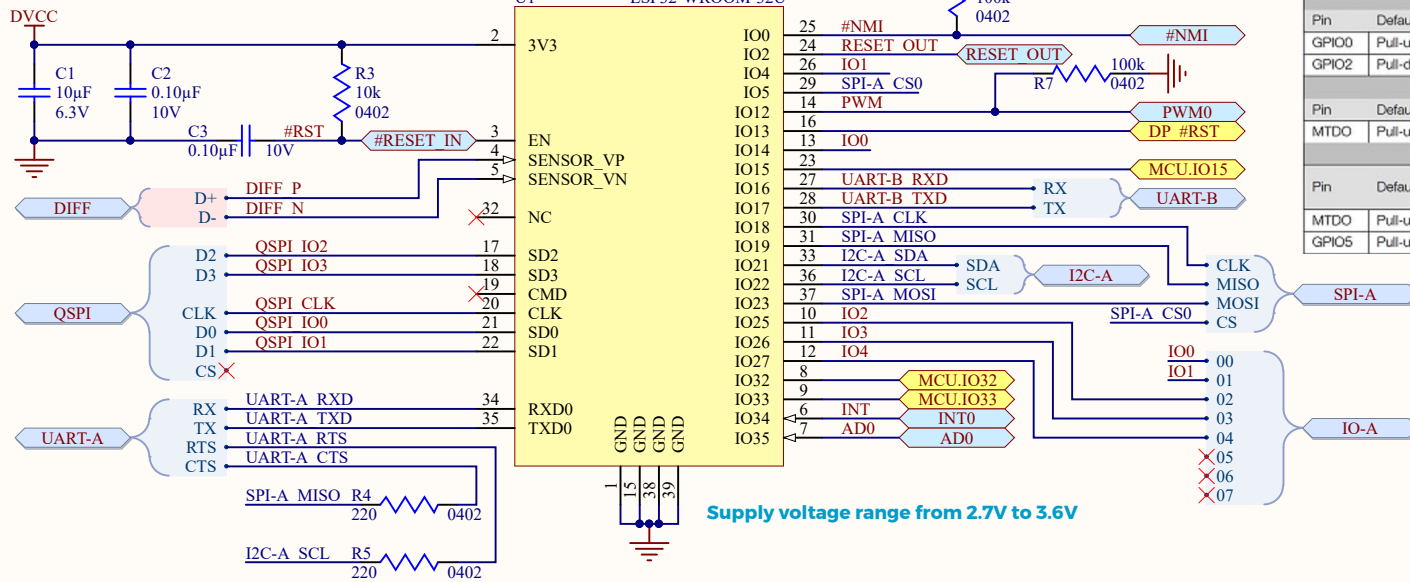 DVCC
C1
10µF
6.3V
C2
0.10µF
10V
R3
10k
0402
C3
0.10µF
10V
#RST
#RESET_IN
DIFF
D+
D-
DIFF_P
DIFF_N
QSPI
D2
D3
CLK
D0
D1
CS
QSPI_IO2
QSPI_IO3
QSPI_CLK
QSPI_IO0
QSPI_IO1
UART-A
RX
TX
RTS
CTS
UART-A_RXD
UART-A_TXD
UART-A_RTS
UART-A_CTS
SPI-A_MISO
R4
220
0402
I2C-A_SCL
R5
220
0402
2 3V3
3 EN
4 SENSOR_VP
5 SENSOR_VN
32 NC
17 SD2
18 SD3
19 CMD
20 CLK
21 SD0
22 SD1
34 RXD0
35 TXD0
GND GND GND GND
1 15 38 39
IO0 25 #NMI
IO2 24 RESET_OUT
IO4 26 IO1
IO5 29 SPI-A_CS0
IO12 14 PWM
IO13 16
IO14 13 IO0
IO15 23
IO16 27 UART-B_RXD
IO17 28 UART-B_TXD
IO18 30 SPI-A_CLK
IO19 31 SPI-A_MISO
IO21 33 I2C-A_SDA
IO22 36 I2C-A_SCL
IO23 37 SPI-A_MOSI
IO25 10 IO2
IO26 11 IO3
IO27 12 IO4
IO32 8
IO33 9
IO34 6 INT
IO35 7 AD0
0402
#NMI
RESET_OUT
R7
100k
0402
PWM0
DP_#RST
MCU.IO15
RX
TX
UART-B
SDA
SCL
I2C-A
CLK
MISO
MOSI
CS
SPI-A_CS0
SPI-A
MCU.IO32
MCU.IO33
INT0
AD0
IO0
IO1
00
01
02
03
04
05
06
07
IO-A
Supply voltage range from 2.7V to 3.6V
Pin
GPIO0
GPIO2
Pin
MTDO
Pin
MTDO
GPIO5